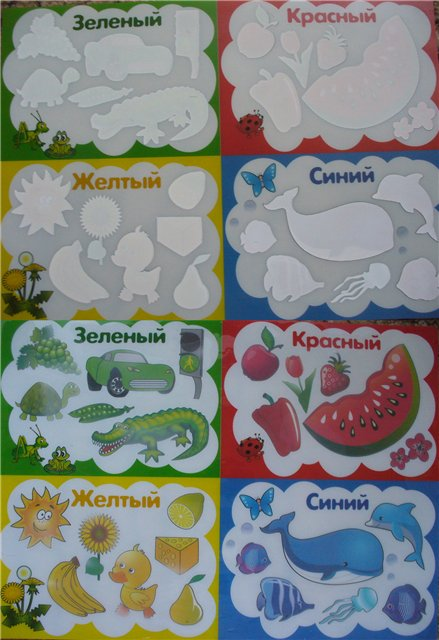 Зеленый
Красный
Желтый
Синий
Зеленый
Красный
Желтый
Синий